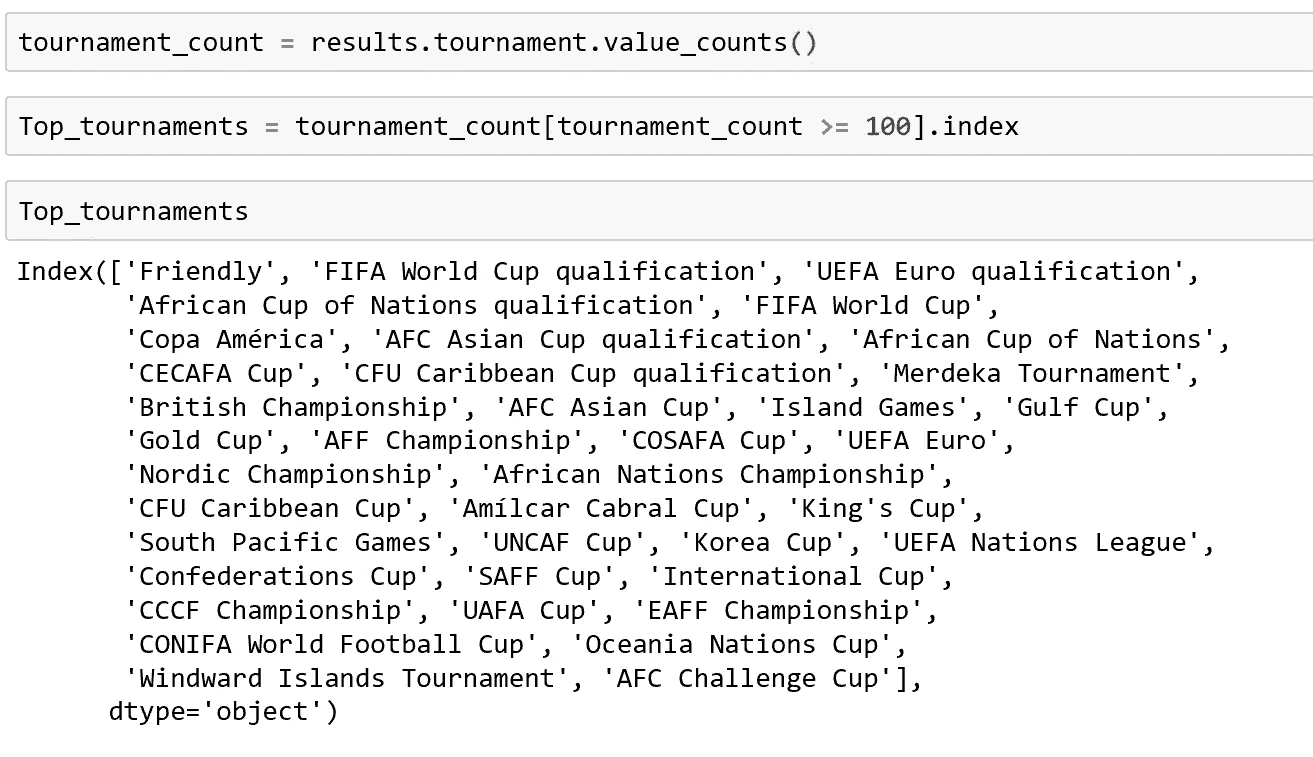 tournament_count = results.tournament.value_counts()
Top_tournaments = tournament_count[tournament_count >= 100].index
Top_tournaments
Index(['Friendly', 'FIFA World Cup qualification', 'UEFA Euro qualification',
'African Cup of Nations qualification', 'FIFA World Cup',
'Copa América', 'AFC Asian Cup qualification', 'African Cup of Nations',
'CECAFA Cup', 'CFU Caribbean Cup qualification', 'Merdeka Tournament',
'British Championship', 'AFC Asian Cup', 'Island Games', 'Gulf Cup',
'Gold Cup', 'AFF Championship', 'COSAFA Cup', 'UEFA Euro',
'Nordic Championship', 'African Nations Championship',
'CFU Caribbean Cup', 'Amílcar Cabral Cup', 'King's Cup',
'South Pacific Games', 'UNCAF Cup', 'Korea Cup', 'UEFA Nations League',
'Confederations Cup', 'SAFF Cup', 'International Cup',
'CCCF Championship', 'UAFA Cup', 'EAFF Championship',
'CONIFA World Football Cup', 'Oceania Nations Cup',
'Windward Islands Tournament', 'AFC Challenge Cup'],
dtype='object')